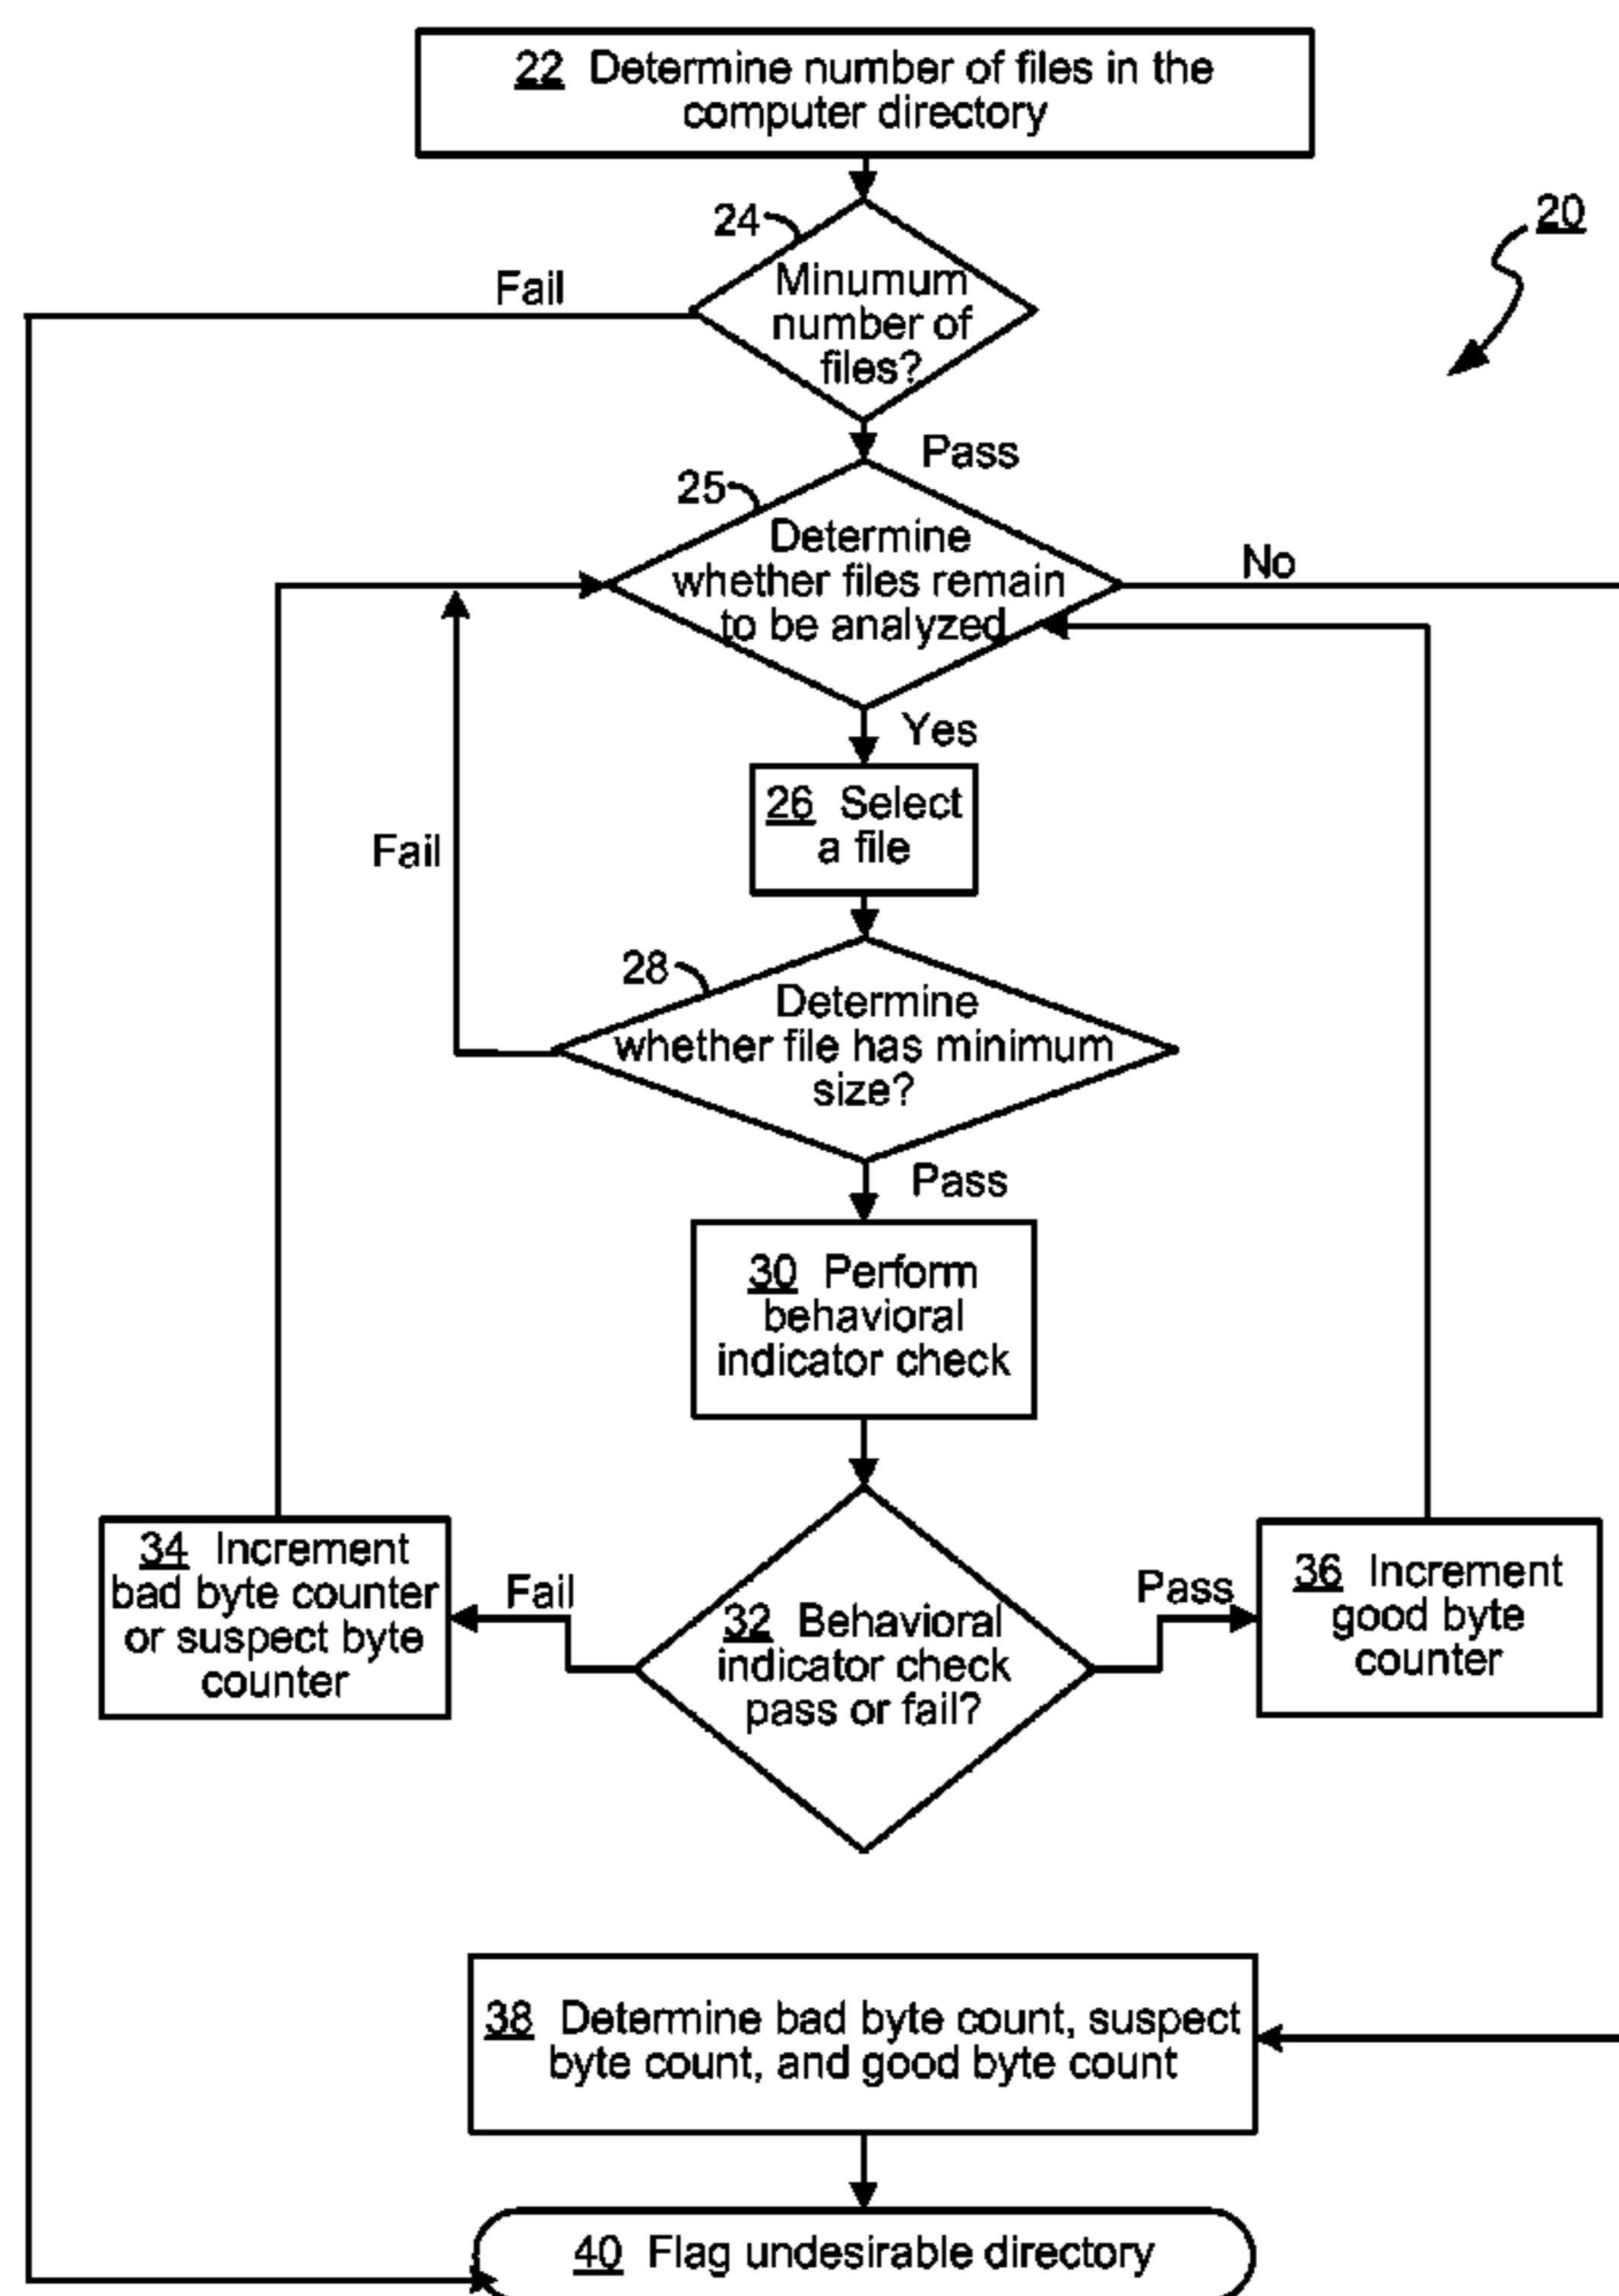 22 Determine number of files in the
computer directory
24
20
Fail
Minumum
number of
files?
Pass
25
Determine
whether files remain
to be analyzed
No
Yes
26 Select
a file
Fail
28
Determine
whether file has minimum
size?
Pass
30 Perform
behavioral
indicator check
34 Increment
bad byte counter
or suspect byte
counter
Fail
32 Behavioral
indicator check
pass or fail?
Pass
36 Increment
good byte
counter
38 Determine bad byte count, suspect
byte count, and good byte count
40 Flag undesirable directory